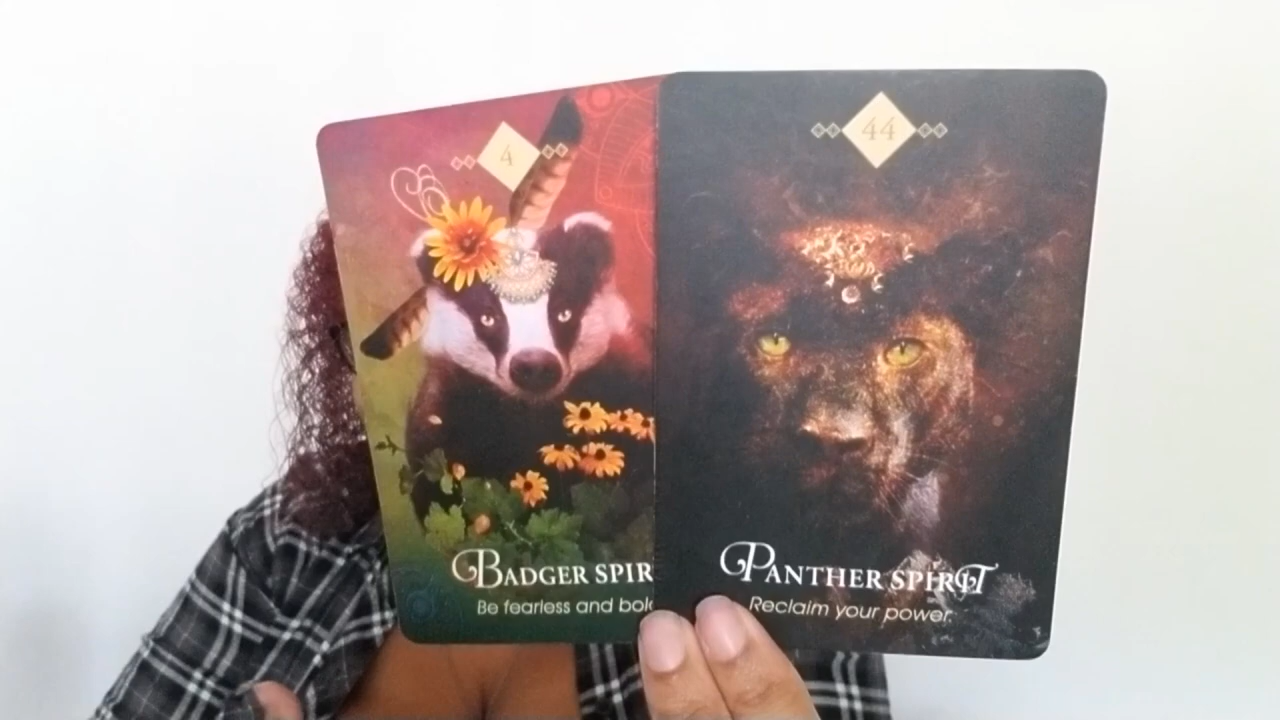 4
BADGER SPIR
Be fearless and bol
44
PANTHER SPIRIT
Reclaim your power.